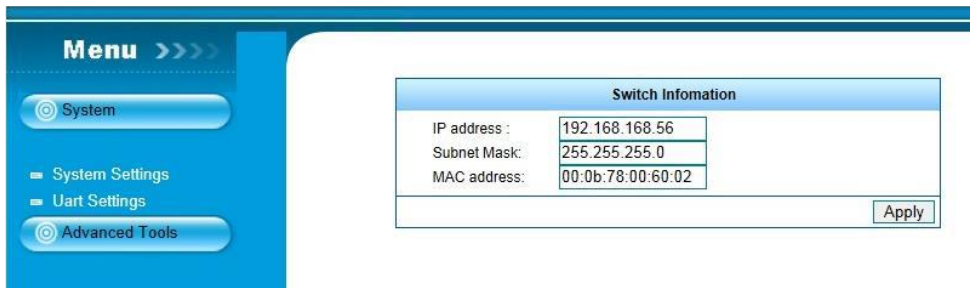 Menu >>>>
System
System Settings
Uart Settings
Advanced Tools
Switch Infomation
IP address : 192.168.168.56
Subnet Mask: 255.255.255.0
MAC address: 00:0b:78:00:60:02
Apply